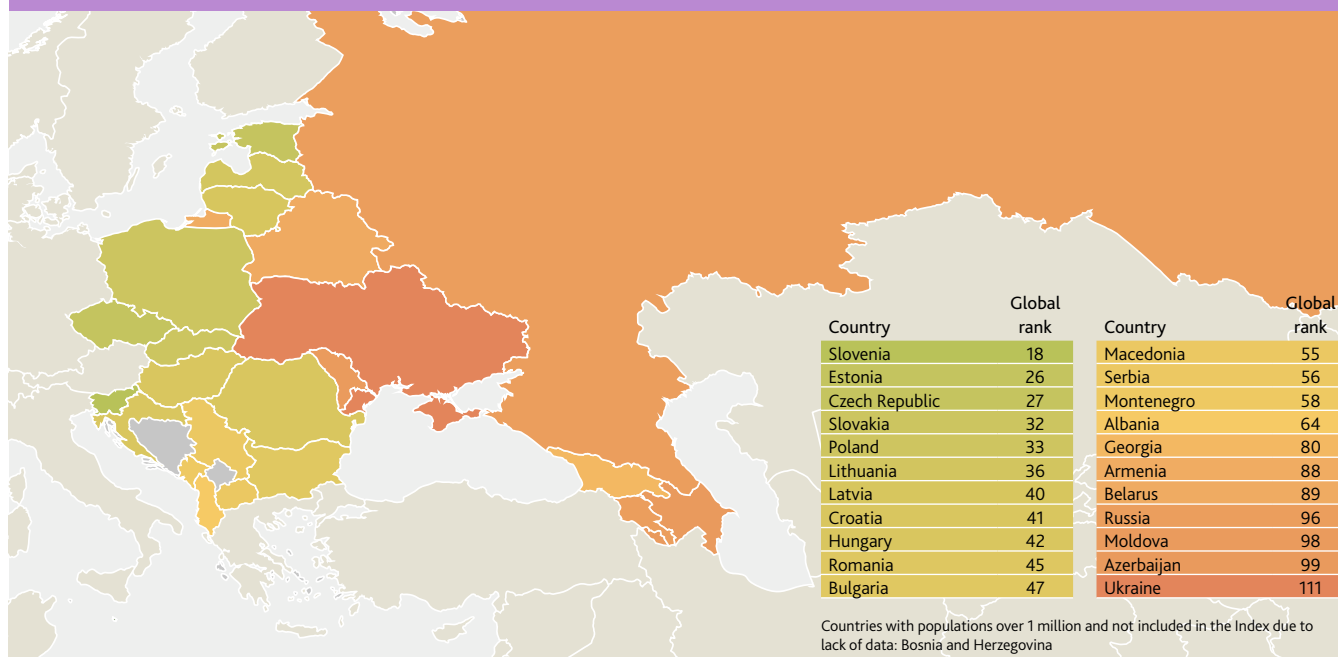 Global Global
Country rank Country rank
Slovenia 18 Macedonia 55
Estonia 26 Serbia 56
Czech Republic 27 Montenegro 58
Slovakia 32 Albania 64
Poland 33 Georgia 80
Lithuania 36 Armenia 88
Latvia 40 Belarus 89
Croatia 41 Russia 96
Hungary 42 Moldova 98
Romania 45 Azerbaijan 99
Bulgaria 47 Ukraine 111
Countries with populations over 1 million and not included in the Index due to
lack of data: Bosnia and Herzegovina